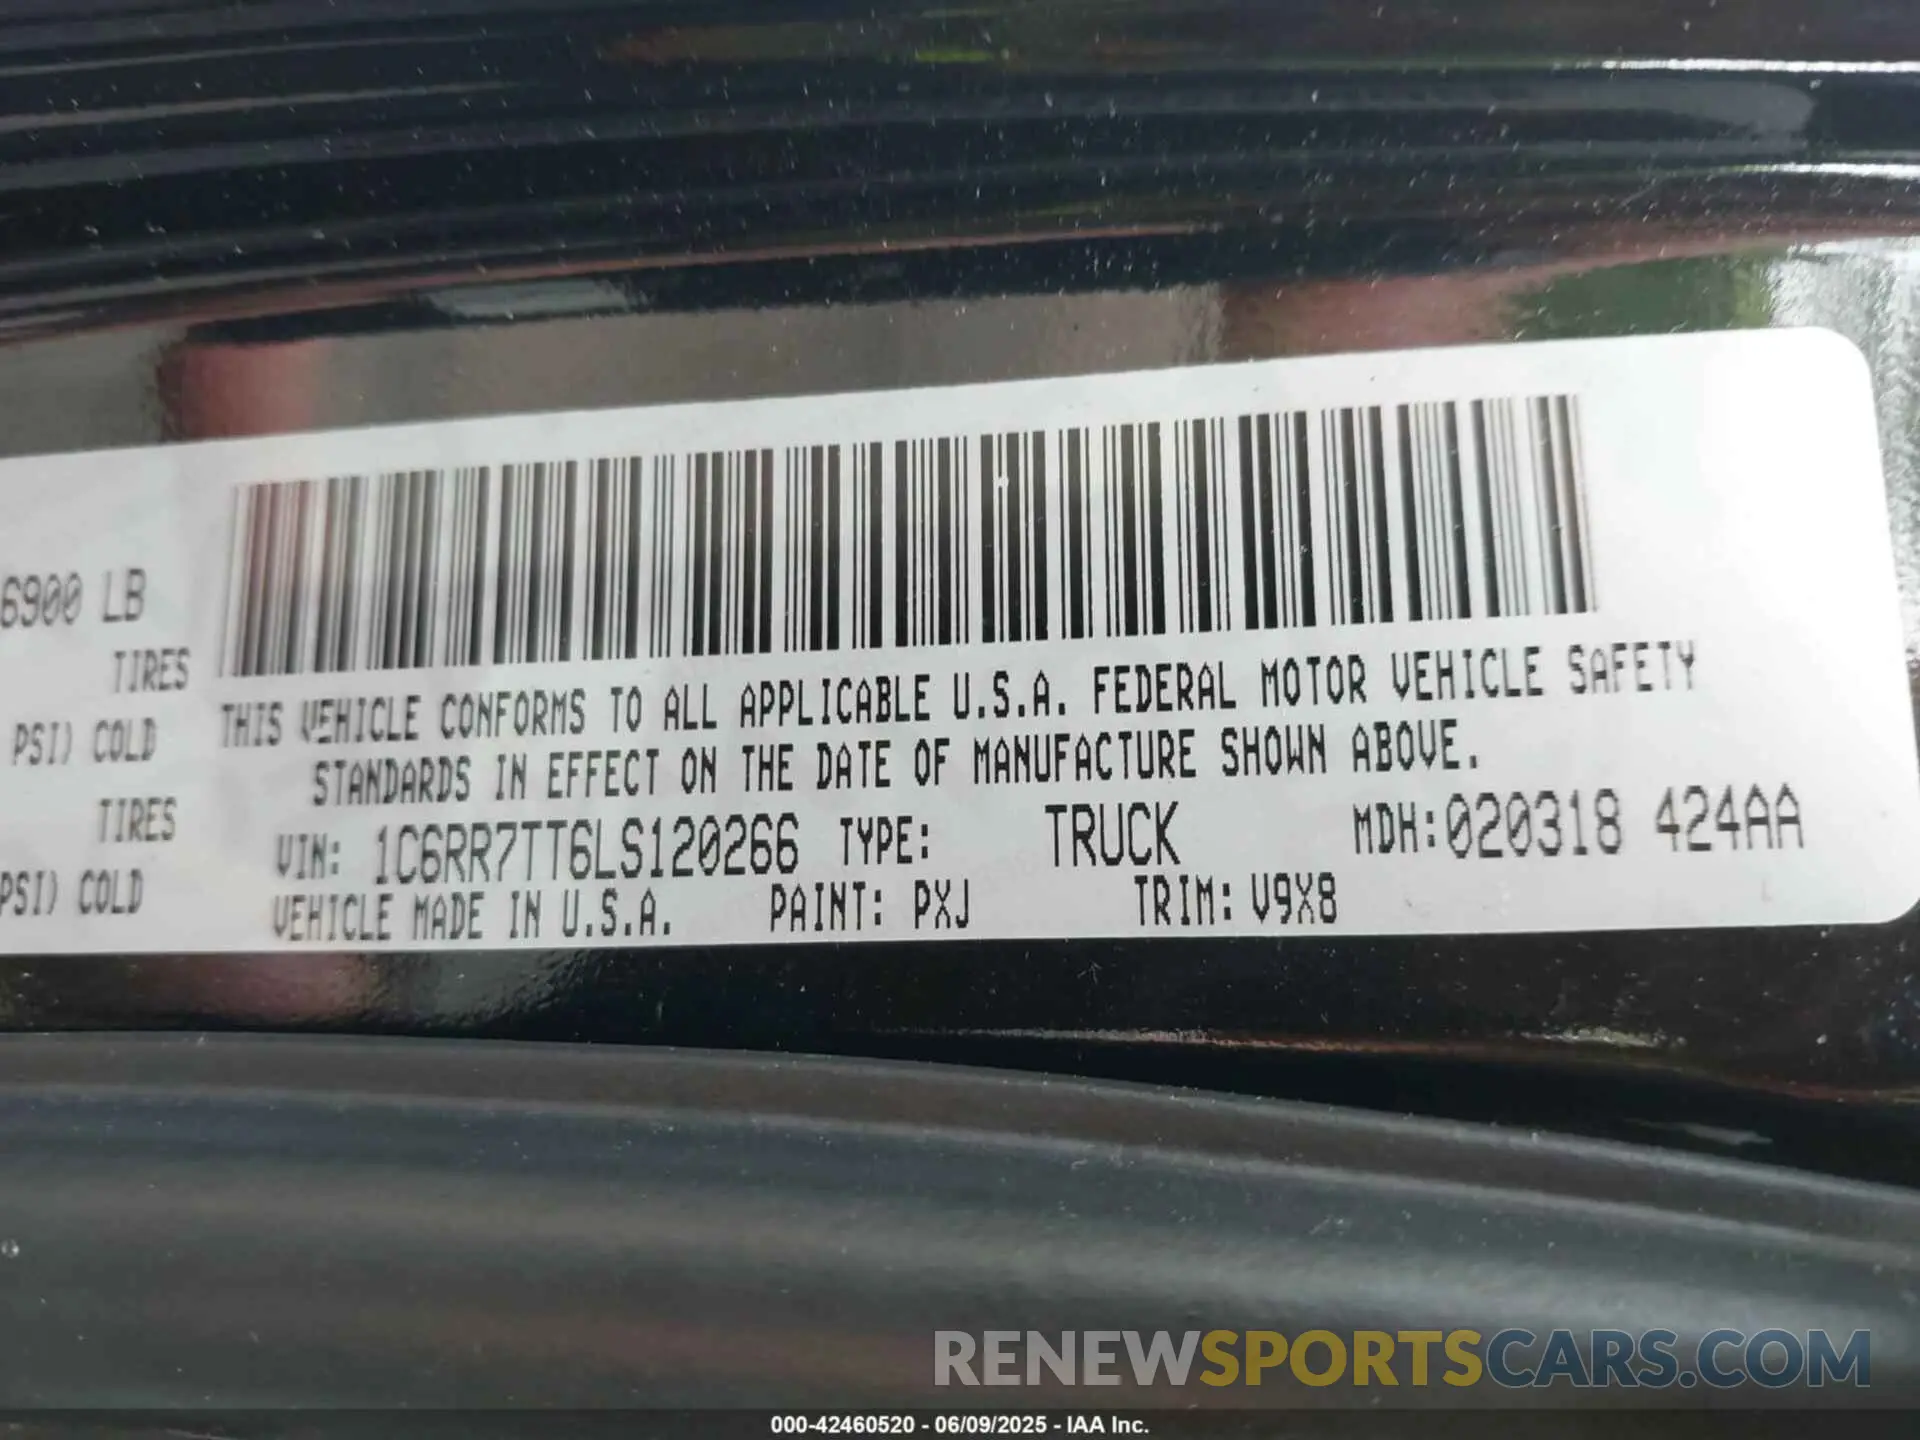 6900 LB
TIRES
PSI) COLD
TIRES
PSI) COLD
THIS VEHICLE CONFORMS TO ALL APPLICABLE U.S.A. FEDERAL MOTOR VEHICLE SAFETY
STANDARDS IN EFFECT ON THE DATE OF MANUFACTURE SHOWN ABOVE.
VIN: 1C6RR7TT6LS120266 TYPE: TRUCK MDH:020318 424AA
VEHICLE MADE IN U.S.A. PAINT: PXJ TRIM: V9X8
RENEWSPORTSCARS.COM
000-42460520 - 06/09/2025 - IAA Inc.